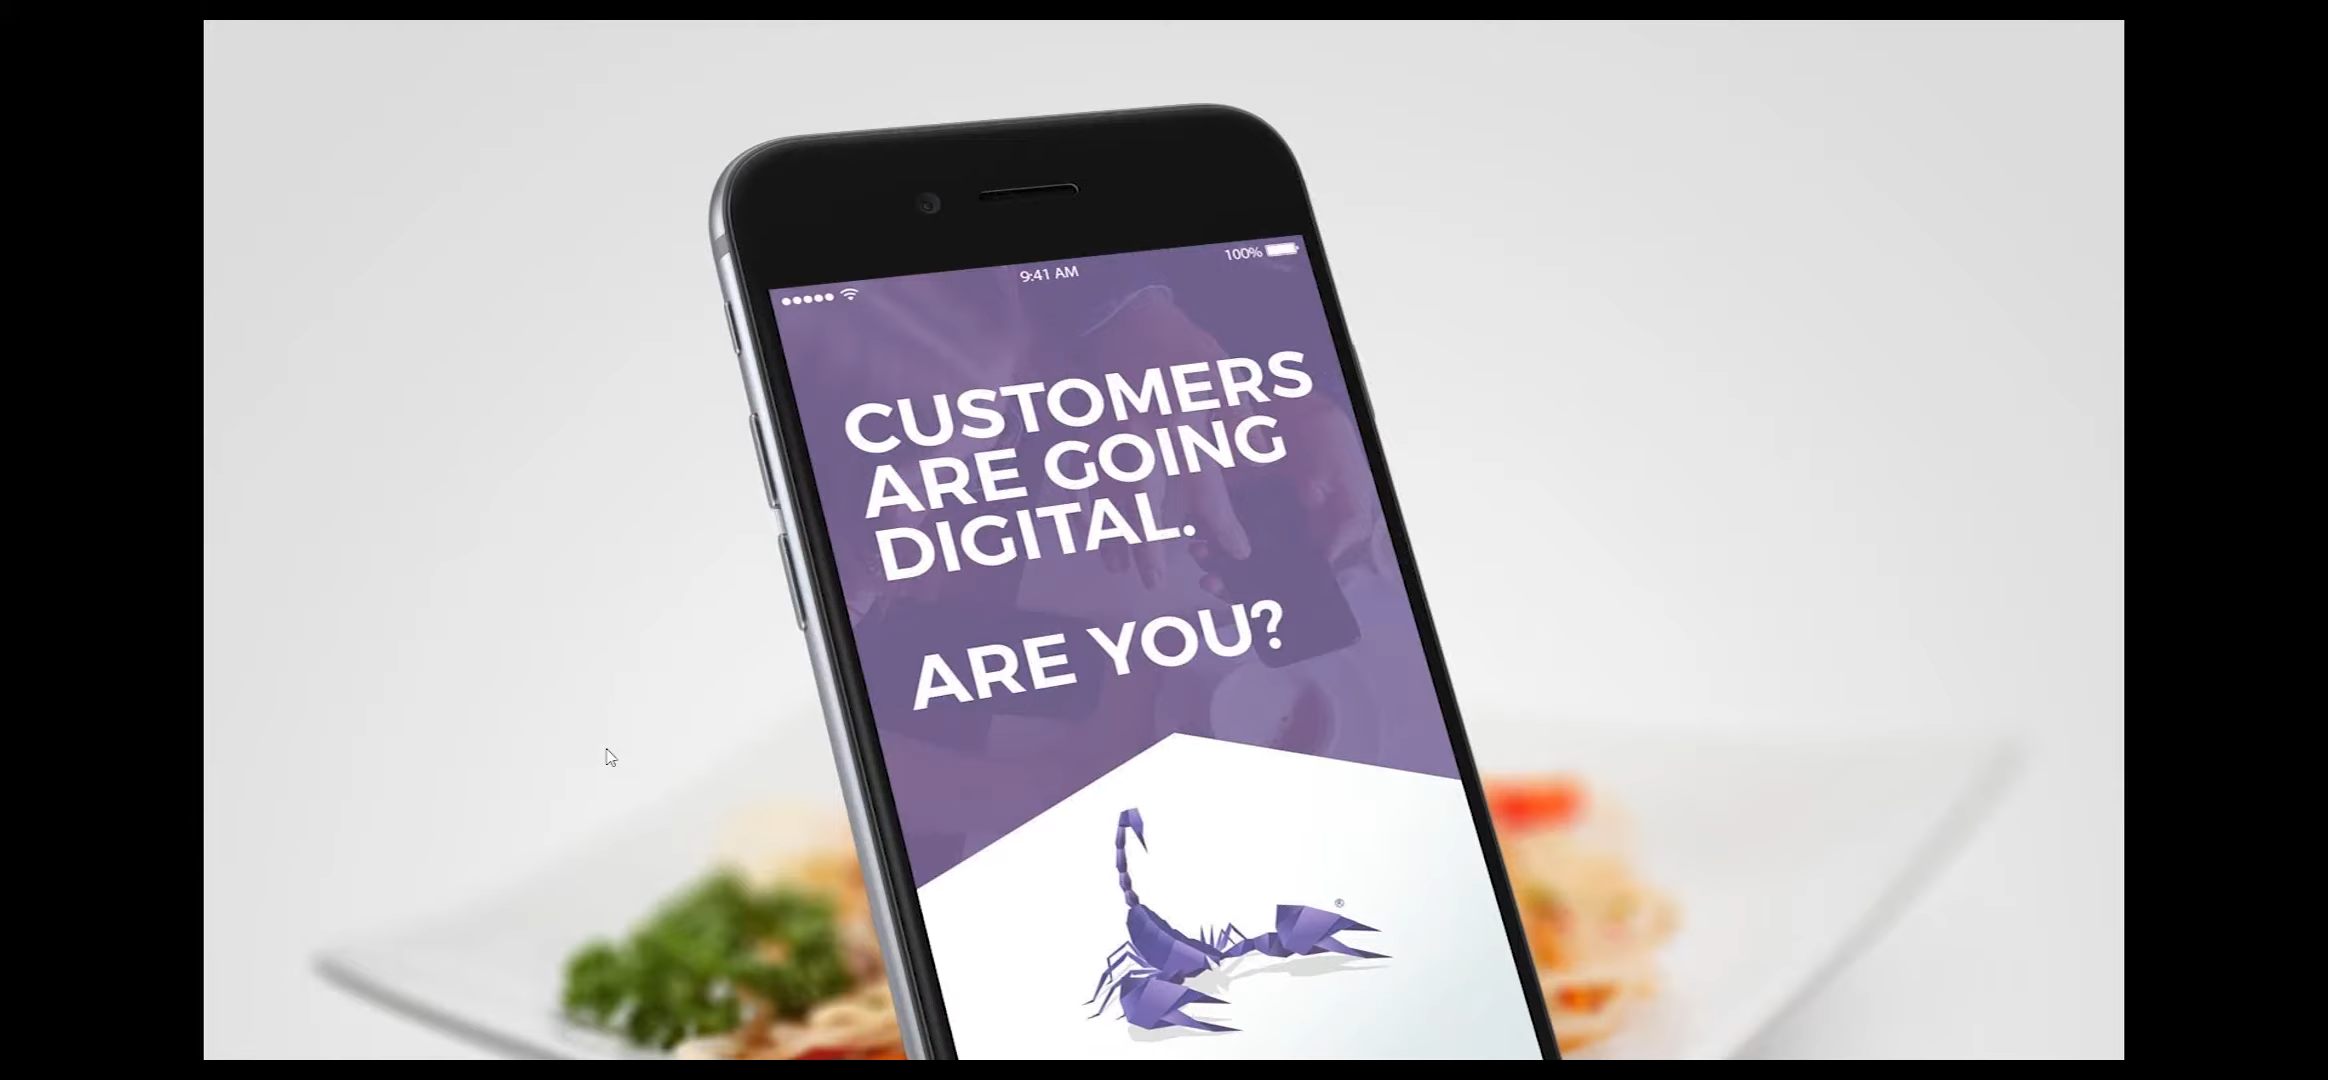 9:41 AM
100%
CUSTOMERS
ARE GOING
DIGITAL.
ARE YOU?
®